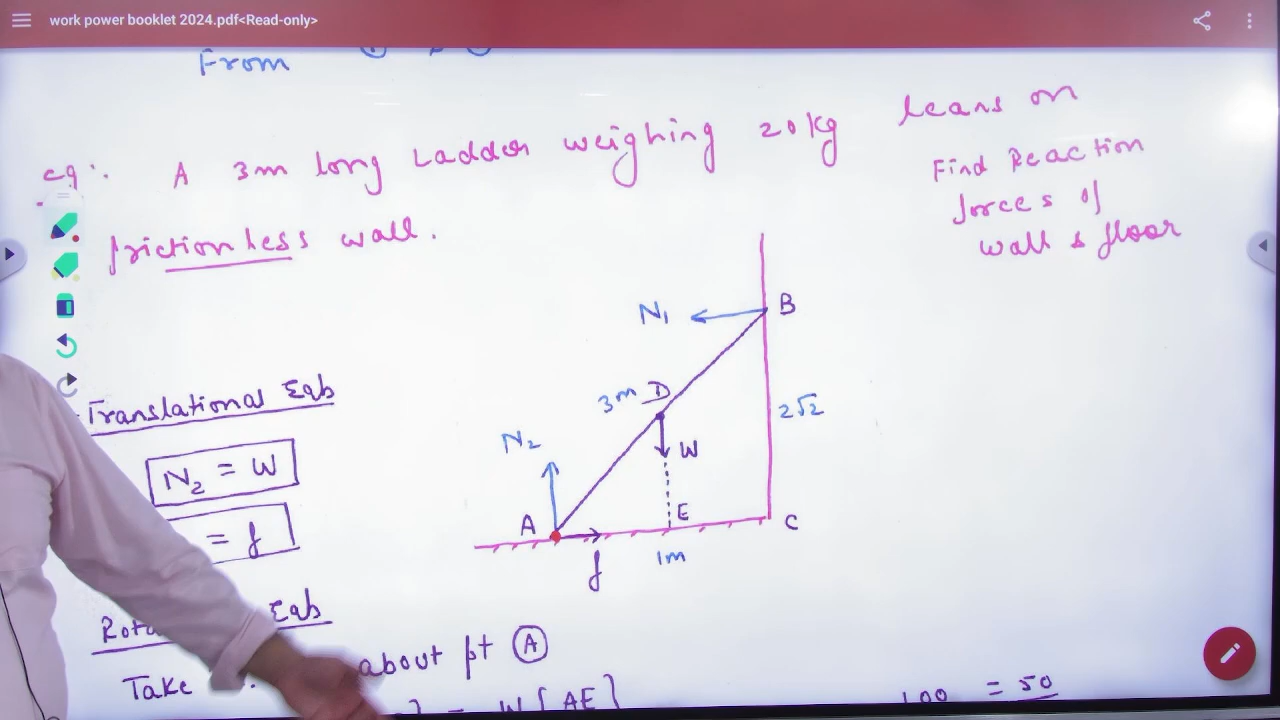 work power booklet 2024.pdf<Read-only>
From
eg:. A 3m long Ladder weighing 20kg leans on
frictionless wall.
Find Reaction
forces of
wall & floor
N₁
B
3m D
2√2
W
N₂
A
E
C
f
1m
Translational Eqb
N₂ = W
= f
Eqb
Take
about pt A
= W [AE]
100 = 50